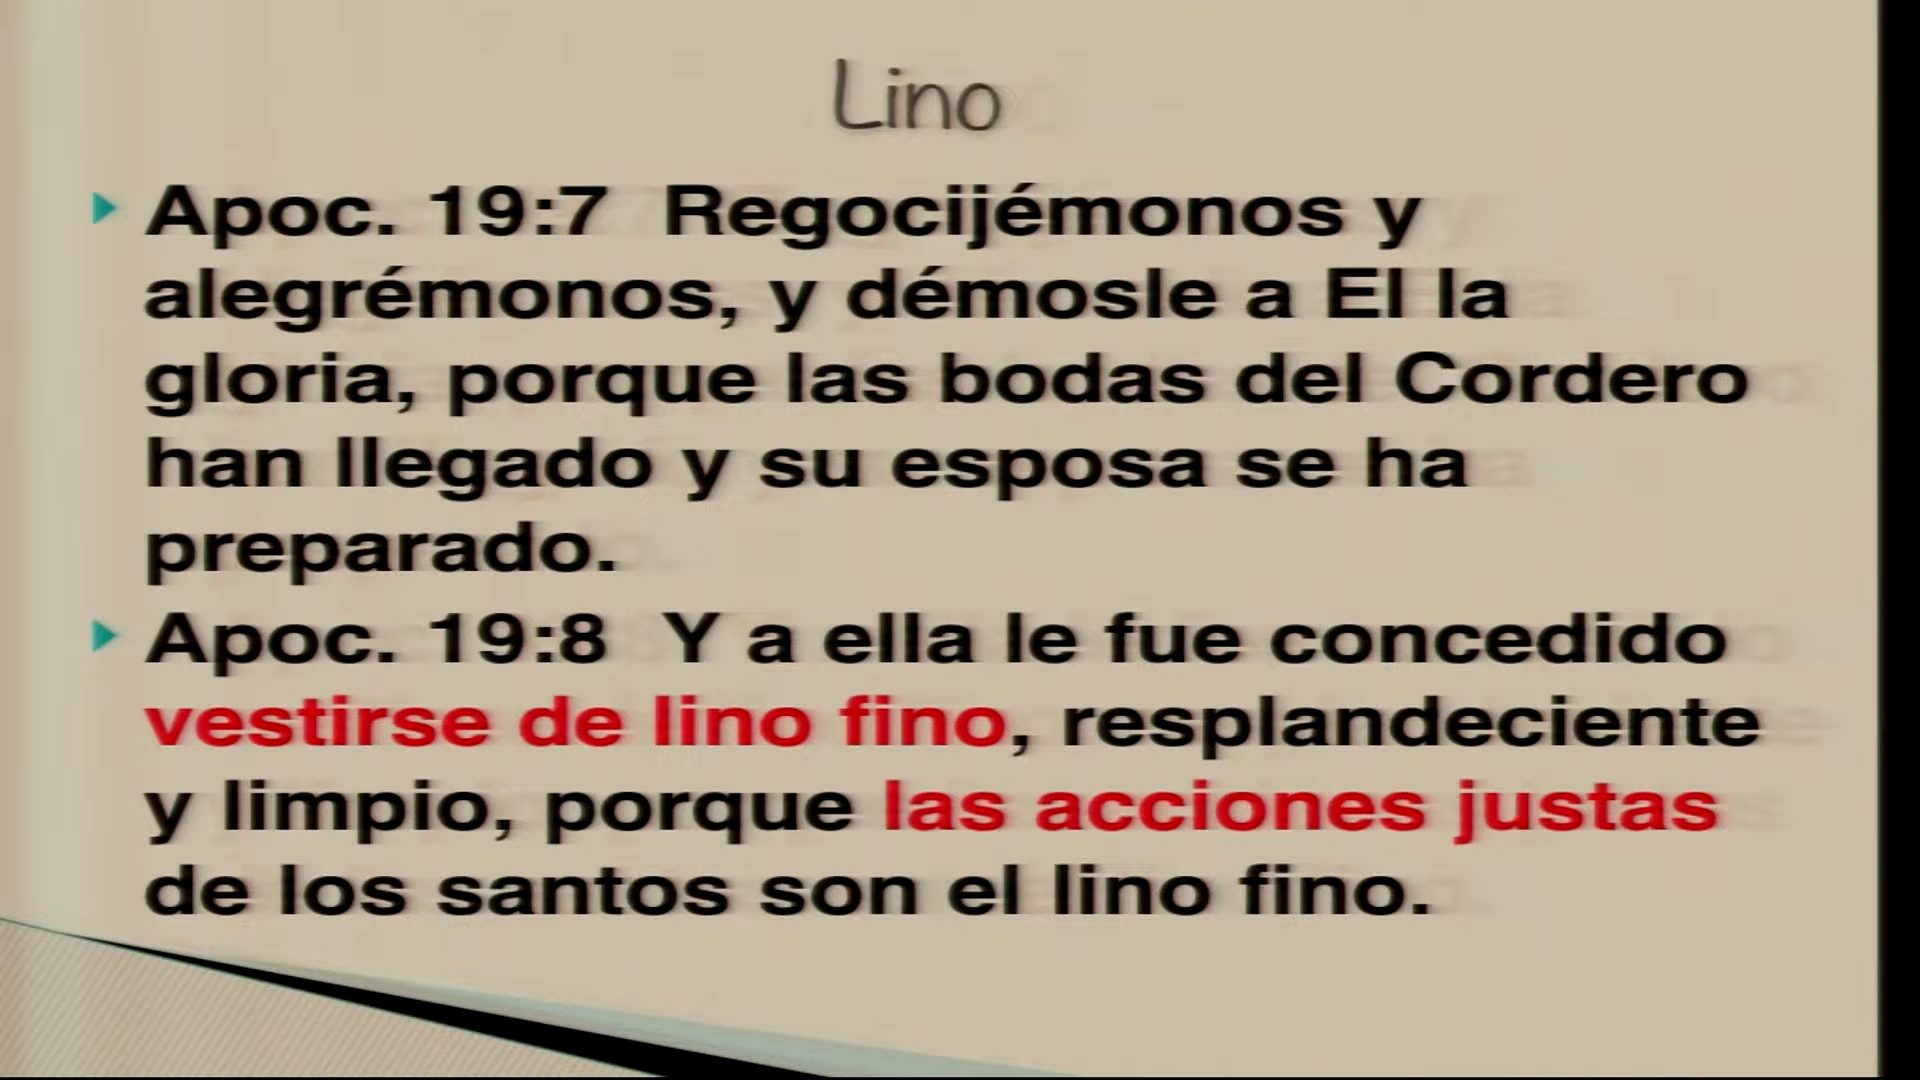 Lino
Apoc. 19:7 Regocijémonos y
alegrémonos, y démosle a El la
gloria, porque las bodas del Cordero
han llegado y su esposa se ha
preparado.
Apoc. 19:8 Y a ella le fue concedido
vestirse de lino fino, resplandeciente
y limpio, porque las acciones justas
de los santos son el lino fino.